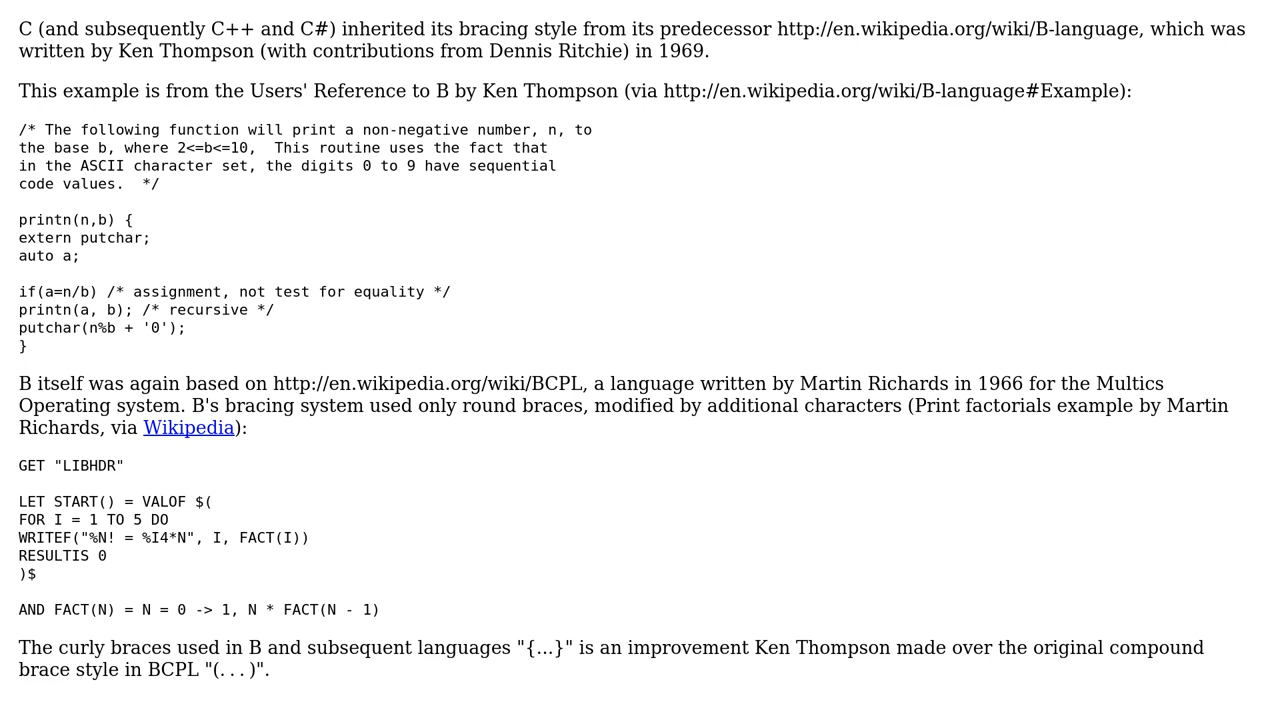 C (and subsequently C++ and C#) inherited its bracing style from its predecessor http://en.wikipedia.org/wiki/B-language, which was
written by Ken Thompson (with contributions from Dennis Ritchie) in 1969.
This example is from the Users' Reference to B by Ken Thompson (via http://en.wikipedia.org/wiki/B-language#Example):
/* The following function will print a non-negative number, n, to
the base b, where 2<=b<=10,  This routine uses the fact that
in the ASCII character set, the digits 0 to 9 have sequential
code values.  */
printn(n,b) {
extern putchar;
auto a;
if(a=n/b) /* assignment, not test for equality */
printn(a, b); /* recursive */
putchar(n%b + '0');
}
B itself was again based on http://en.wikipedia.org/wiki/BCPL, a language written by Martin Richards in 1966 for the Multics
Operating system. B's bracing system used only round braces, modified by additional characters (Print factorials example by Martin
Richards, via Wikipedia):
GET "LIBHDR"
LET START() = VALOF $(
FOR I = 1 TO 5 DO
WRITEF("%N! = %I4*N", I, FACT(I))
RESULTIS 0
)$
AND FACT(N) = N = 0 -> 1, N * FACT(N - 1)
The curly braces used in B and subsequent languages "{...}" is an improvement Ken Thompson made over the original compound
brace style in BCPL "(. . . )".